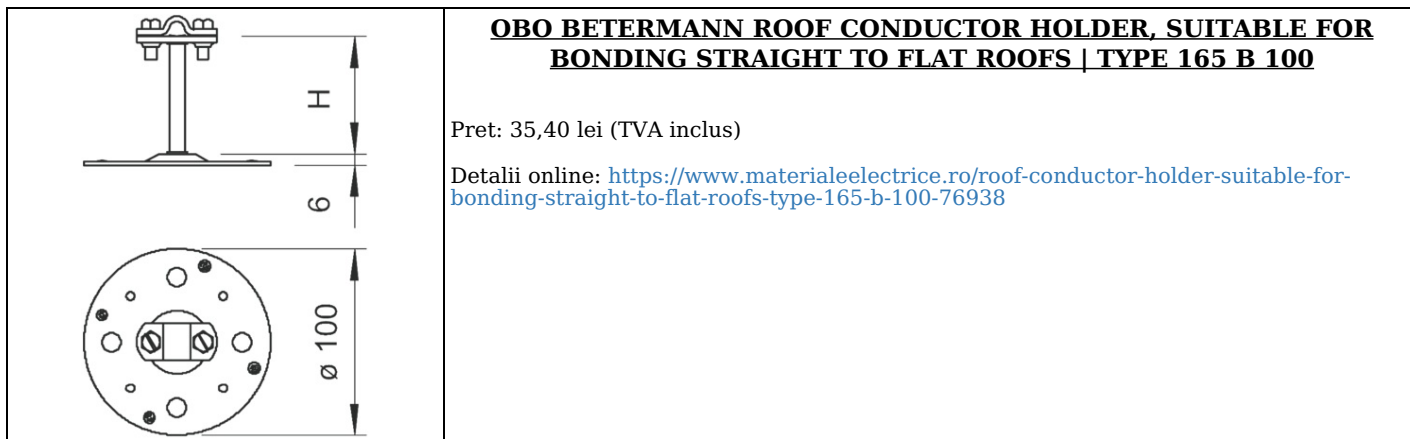 H
6
ø 100
OBO BETERMANN ROOF CONDUCTOR HOLDER, SUITABLE FOR
BONDING STRAIGHT TO FLAT ROOFS | TYPE 165 B 100
Pret: 35,40 lei (TVA inclus)
Detalii online: https://www.materialeelectrice.ro/roof-conductor-holder-suitable-for-
bonding-straight-to-flat-roofs-type-165-b-100-76938